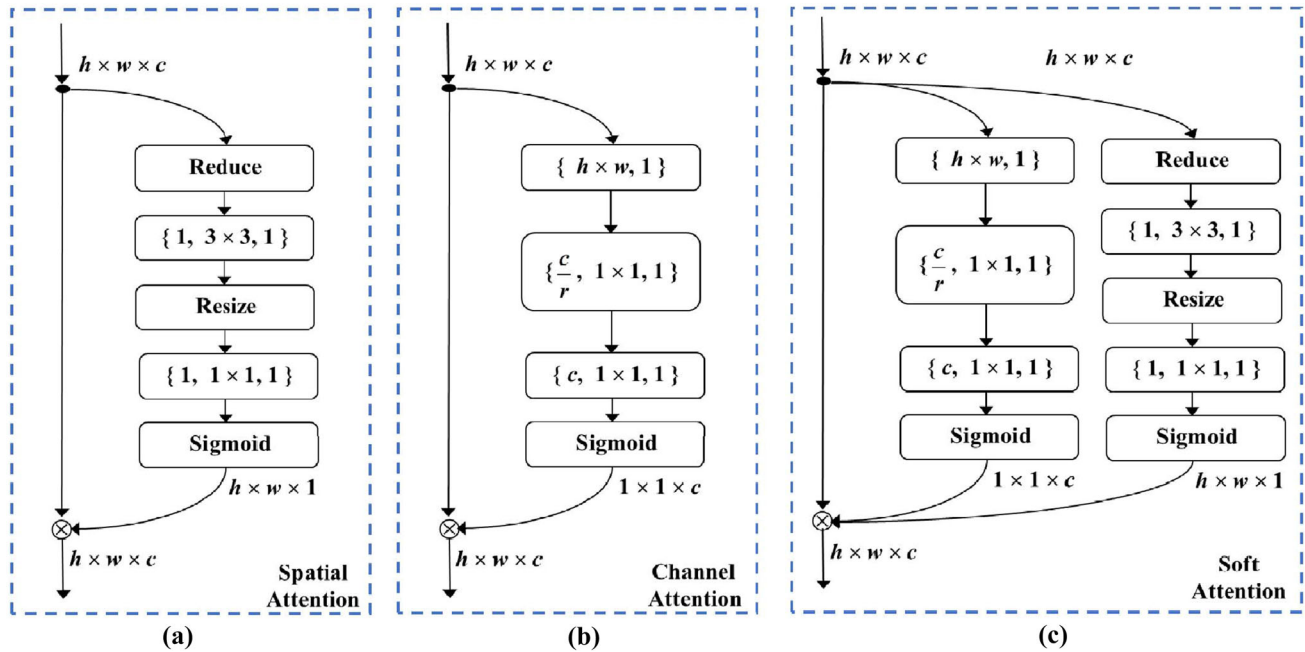 h × w × c
Reduce
{ 1, 3 × 3, 1 }
Resize
{ 1, 1 × 1, 1 }
Sigmoid
h × w × 1
h × w × c
Spatial
Attention
(a)
h × w × c
{ h × w, 1 }
{ c/r, 1 × 1, 1 }
{ c, 1 × 1, 1 }
Sigmoid
1 × 1 × c
h × w × c
Channel
Attention
(b)
h × w × c
h × w × c
{ h × w, 1 }
{ c/r, 1 × 1, 1 }
{ c, 1 × 1, 1 }
Sigmoid
1 × 1 × c
Reduce
{ 1, 3 × 3, 1 }
Resize
{ 1, 1 × 1, 1 }
Sigmoid
h × w × 1
h × w × c
Soft
Attention
(c)